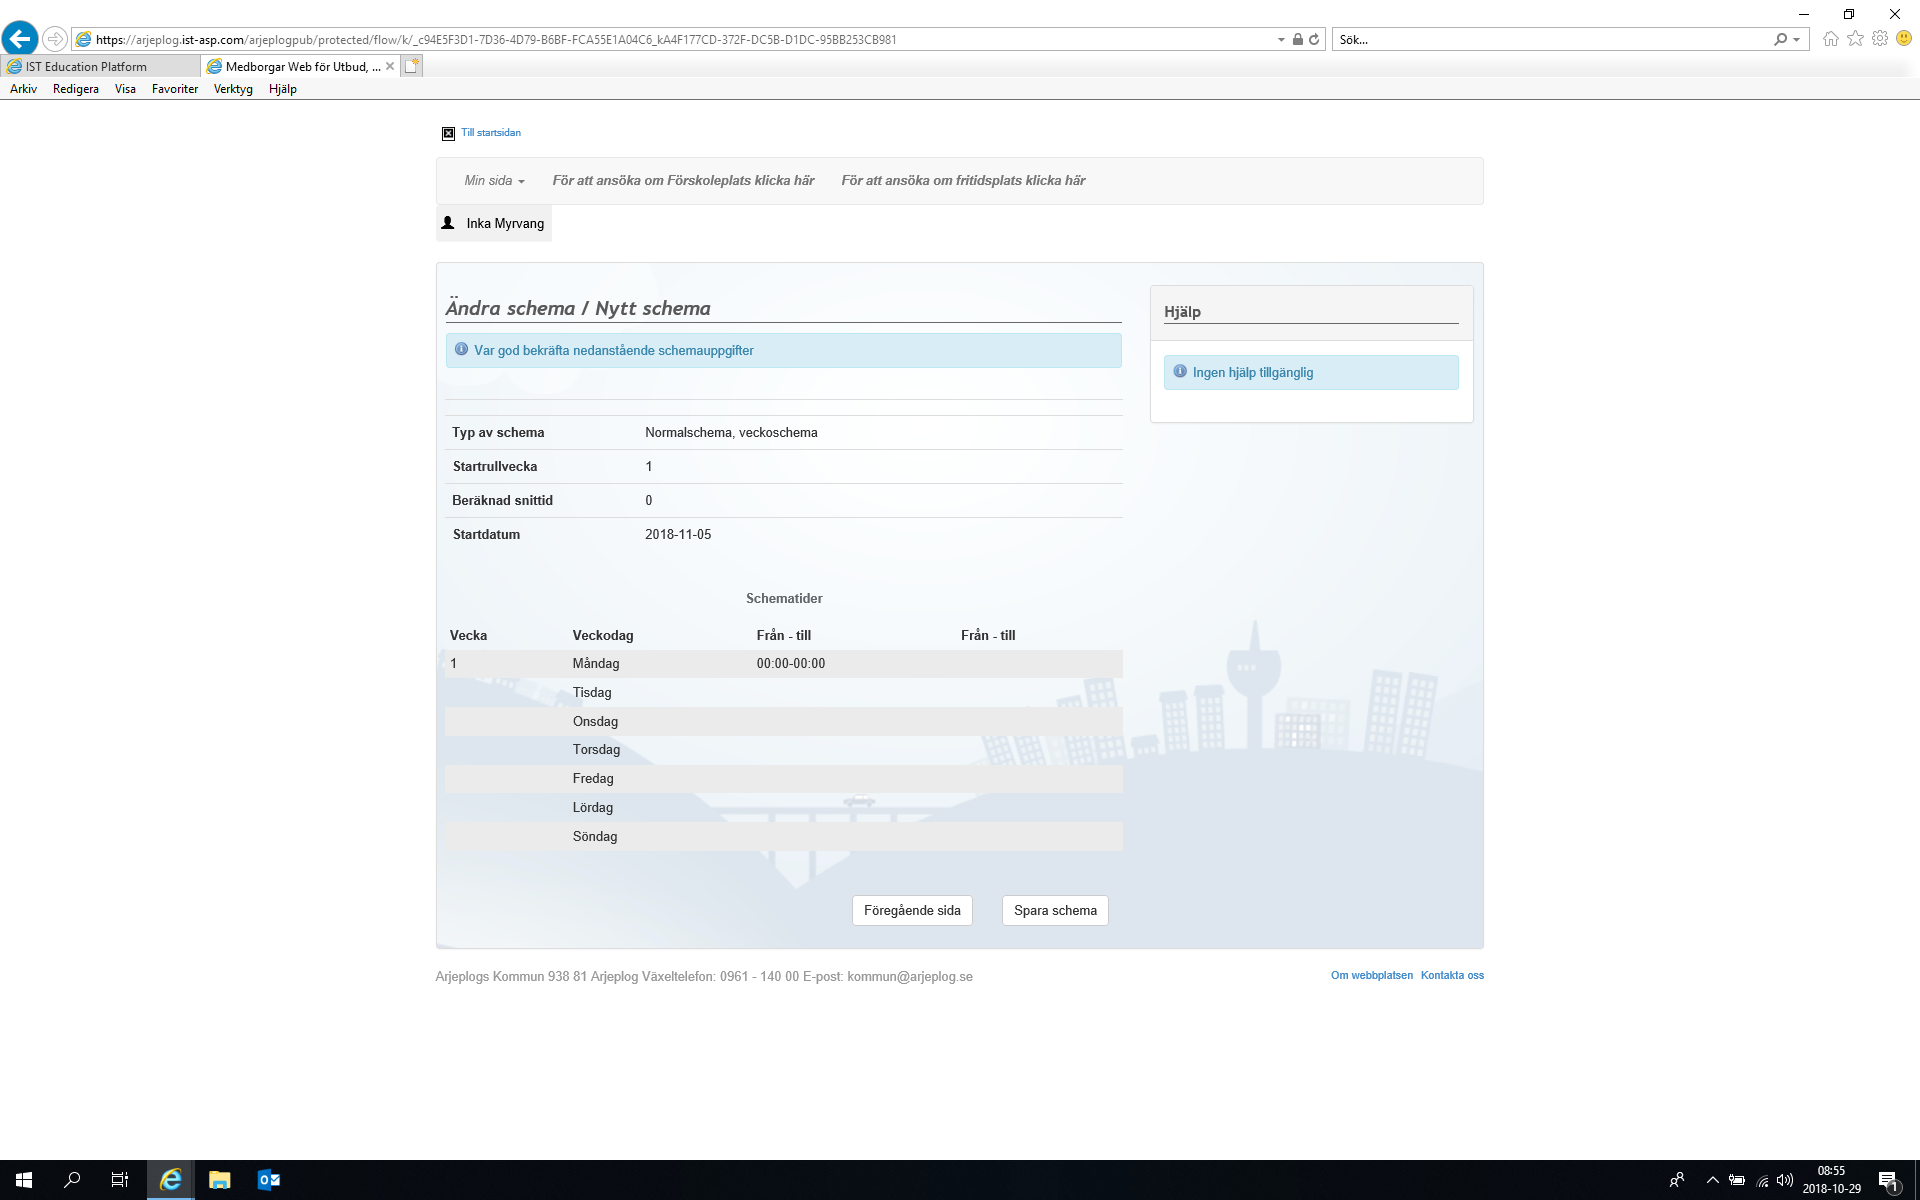 https://arjeplog.ist-asp.com/arjeplogpub/protected/flow/k/_c94E5F3D1-7D36-4D79-B6BF-FCA55E1A04C6_kA4F177CD-372F-DC5B-D1DC-95BB253CB981
Sök...
IST Education Platform
Medborgar Web för Utbud, ...
Arkiv Redigera Visa Favoriter Verktyg Hjälp
Till startsidan
Min sida För att ansöka om Förskoleplats klicka här För att ansöka om fritidsplats klicka här
Inka Myrvang
Ändra schema / Nytt schema
Var god bekräfta nedanstående schemauppgifter
Typ av schema Normalschema, veckoschema
Startrullvecka 1
Beräknad snittid 0
Startdatum 2018-11-05
Schematider
Vecka Veckodag Från - till Från - till
1 Måndag 00:00-00:00
Tisdag
Onsdag
Torsdag
Fredag
Lördag
Söndag
Föregående sida Spara schema
Hjälp
Ingen hjälp tillgänglig
Arjeplogs Kommun 938 81 Arjeplog Växeltelefon: 0961 - 140 00 E-post: kommun@arjeplog.se
Om webbplatsen Kontakta oss
08:55
2018-10-29
1